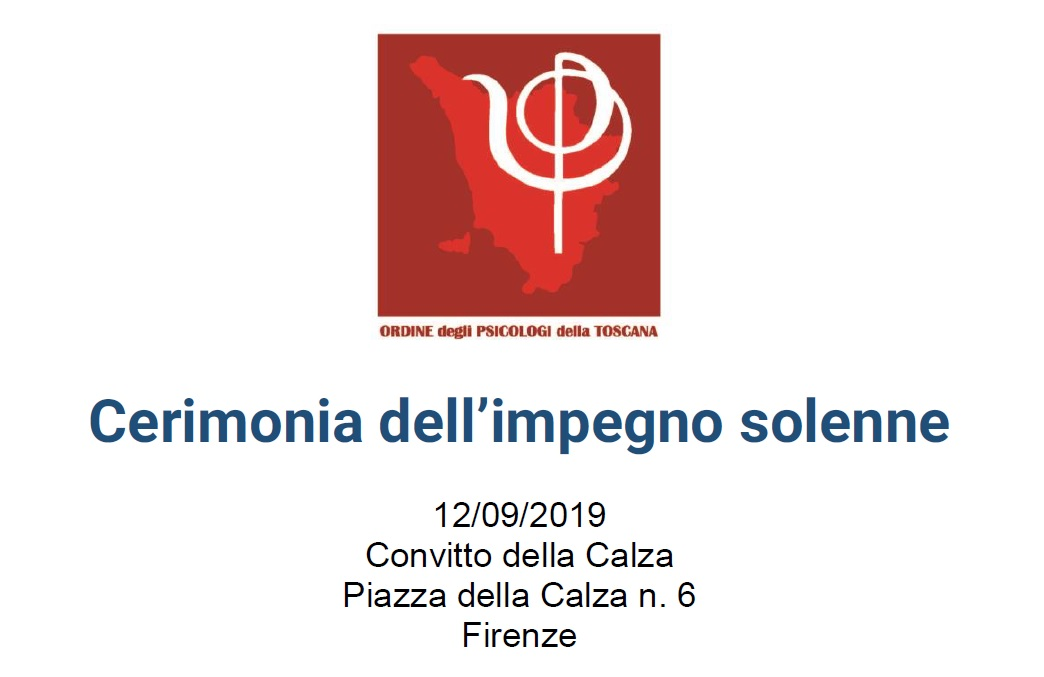 ORDINE degli PSICOLOGI della TOSCANA
Cerimonia dell’impegno solenne
12/09/2019
Convitto della Calza
Piazza della Calza n. 6
Firenze